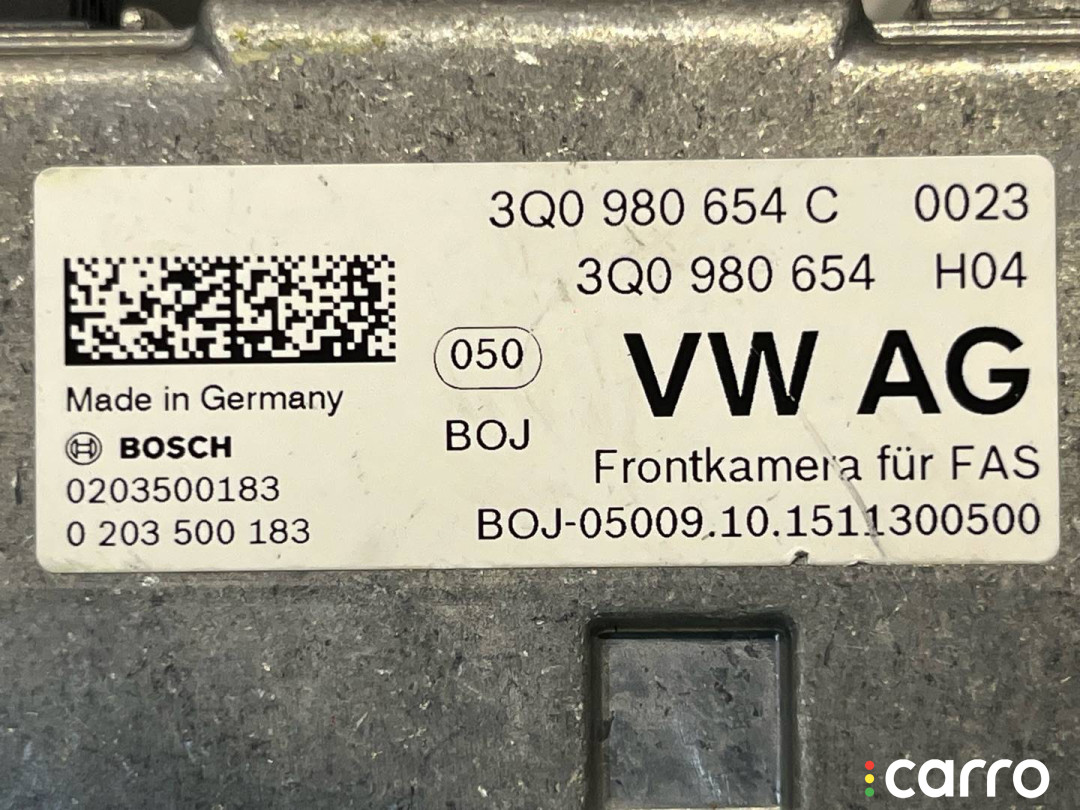 3Q0 980 654 C 0023
3Q0 980 654 H04
VW AG
050
BOJ
Made in Germany
BOSCH
0203500183
0 203 500 183
Frontkamera für FAS
BOJ-05009.10.1511300500
carro